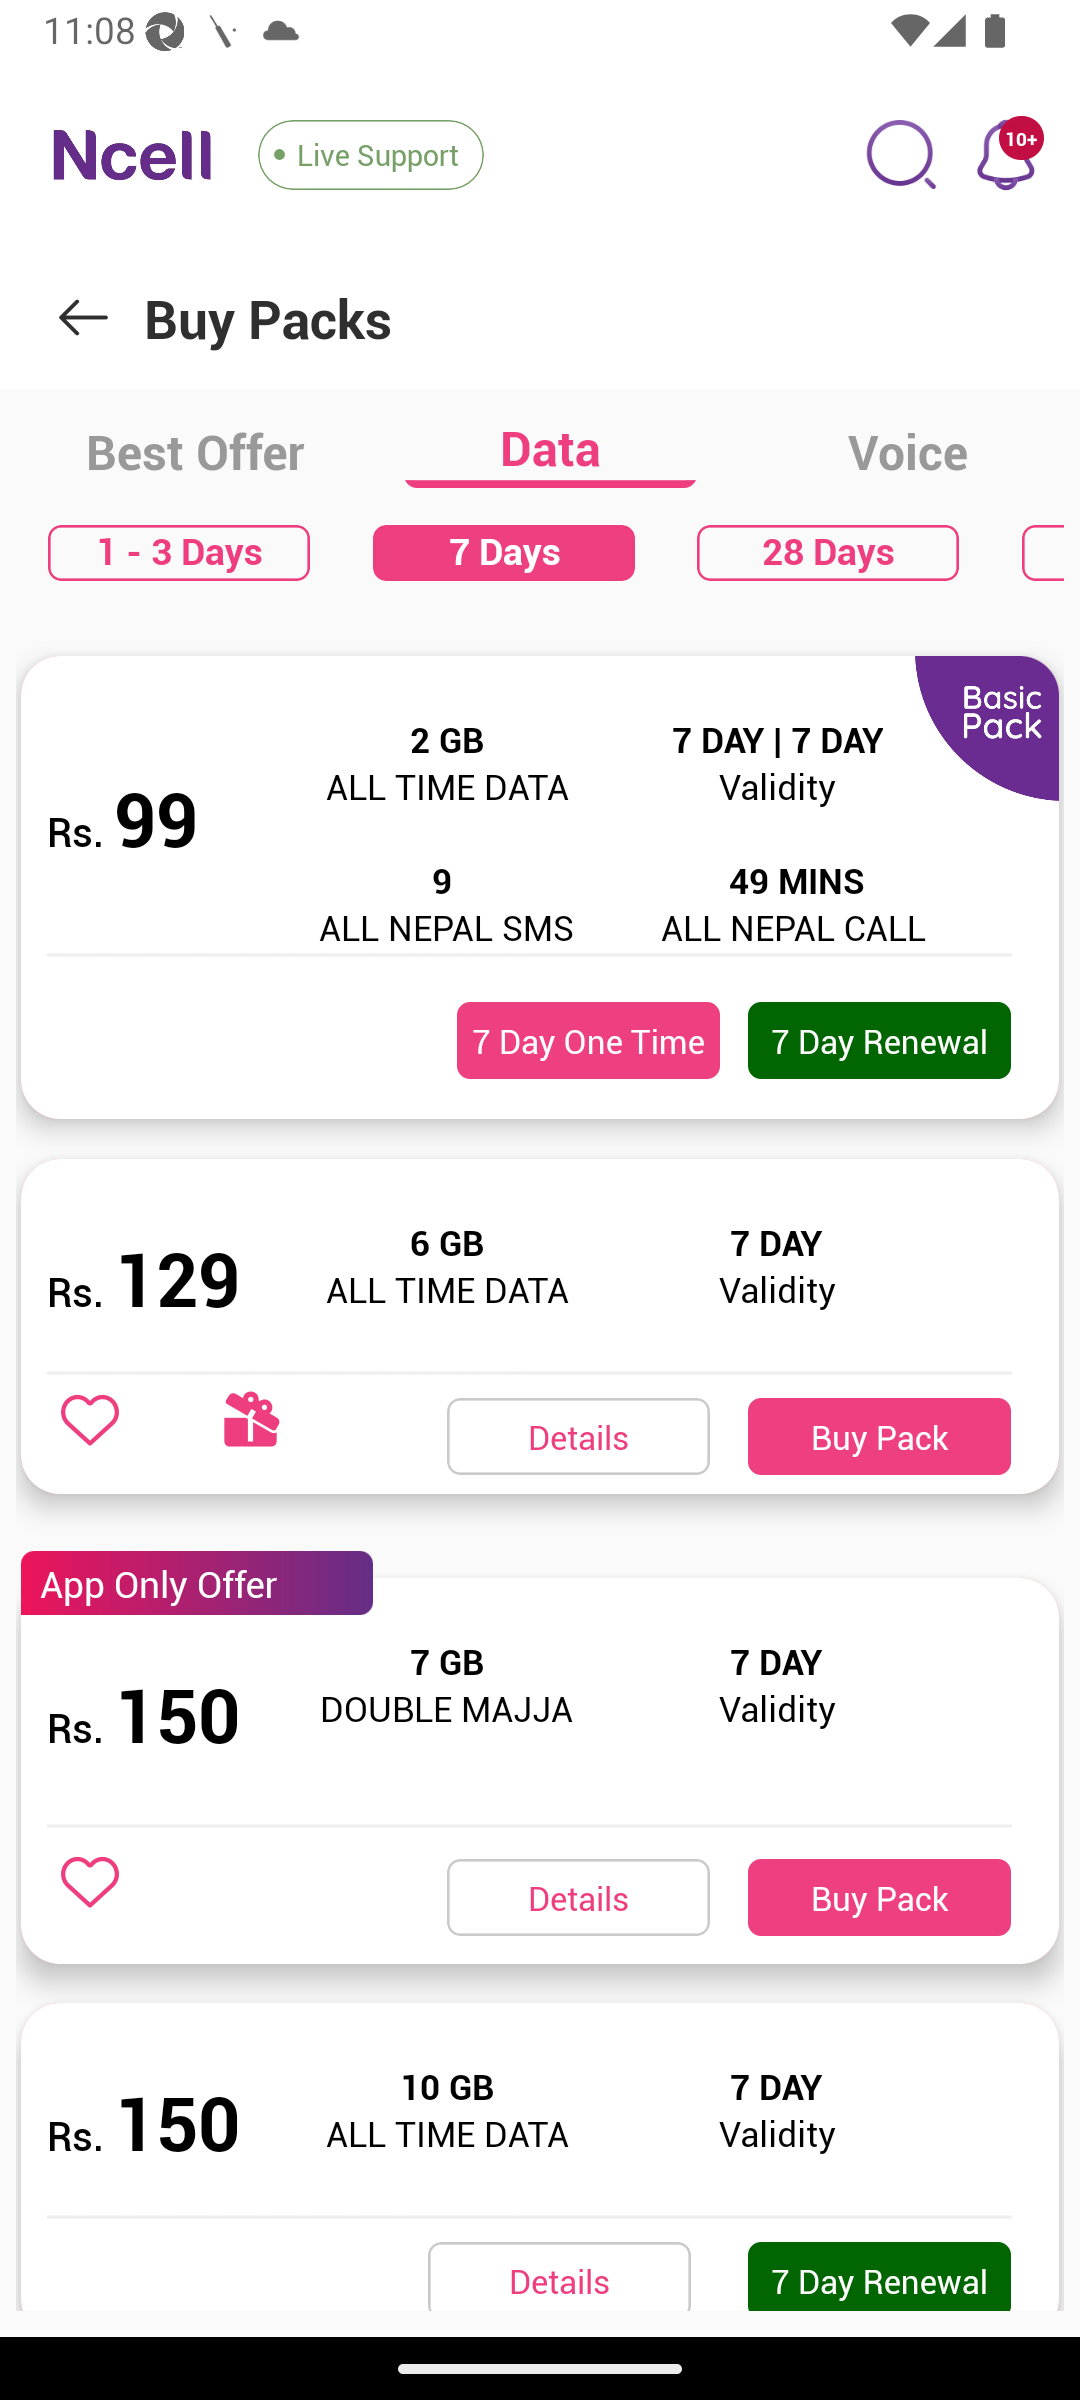 11:08
Ncell
Live Support
10+
Buy Packs
Best Offer Data Voice
1 - 3 Days 7 Days 28 Days
Basic
Pack
2 GB 7 DAY | 7 DAY
ALL TIME DATA Validity
Rs. 99
9 49 MINS
ALL NEPAL SMS ALL NEPAL CALL
7 Day One Time 7 Day Renewal
6 GB 7 DAY
Rs. 129 ALL TIME DATA Validity
Details Buy Pack
App Only Offer
7 GB 7 DAY
Rs. 150 DOUBLE MAJJA Validity
Details Buy Pack
10 GB 7 DAY
Rs. 150 ALL TIME DATA Validity
Details 7 Day Renewal